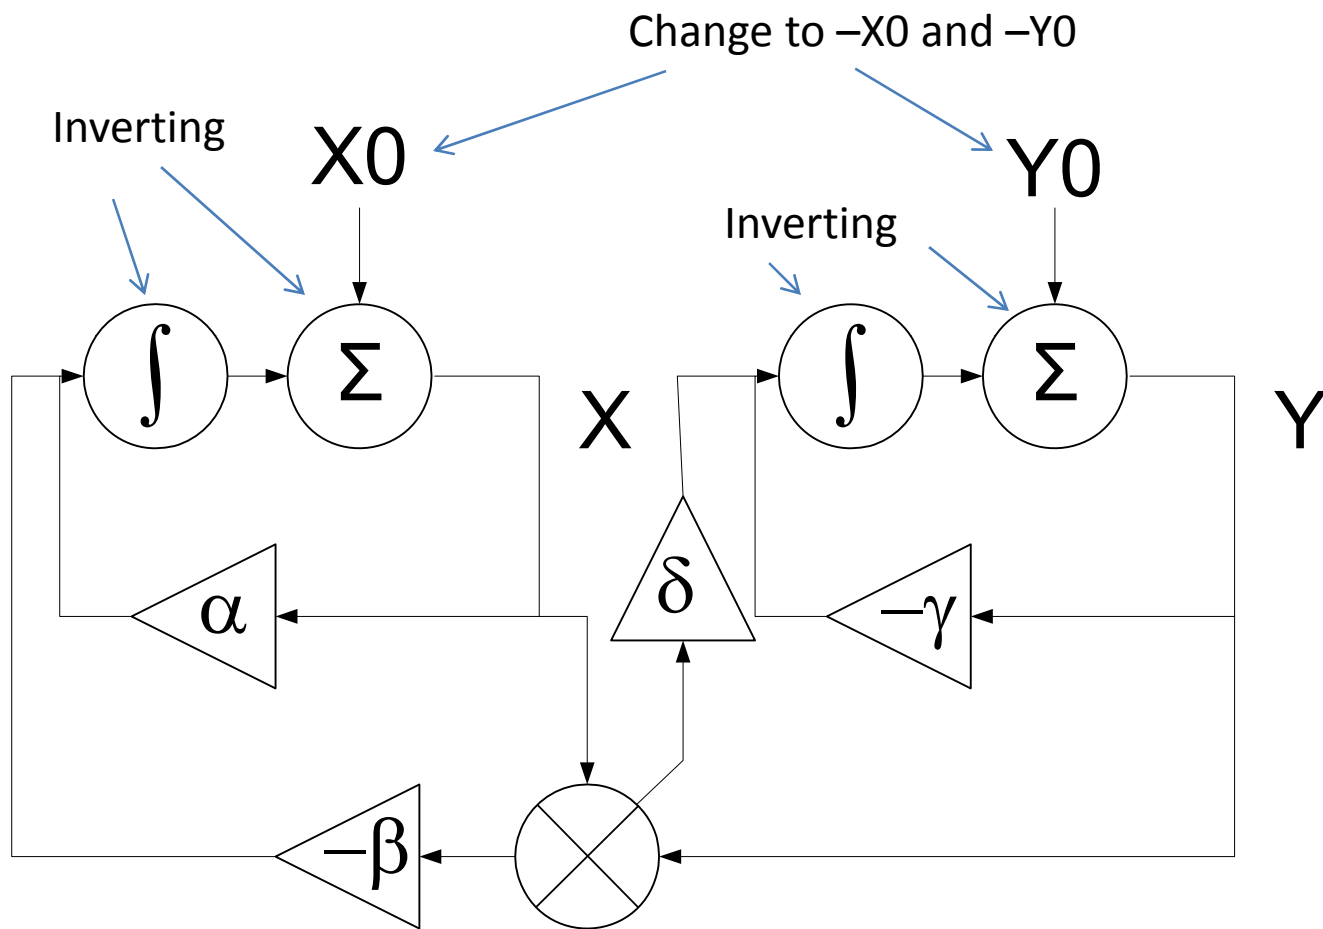 Change to –X0 and –Y0
Inverting
X0
Y0
Inverting
∫
Σ
∫
Σ
X
Y
α
δ
–γ
–β